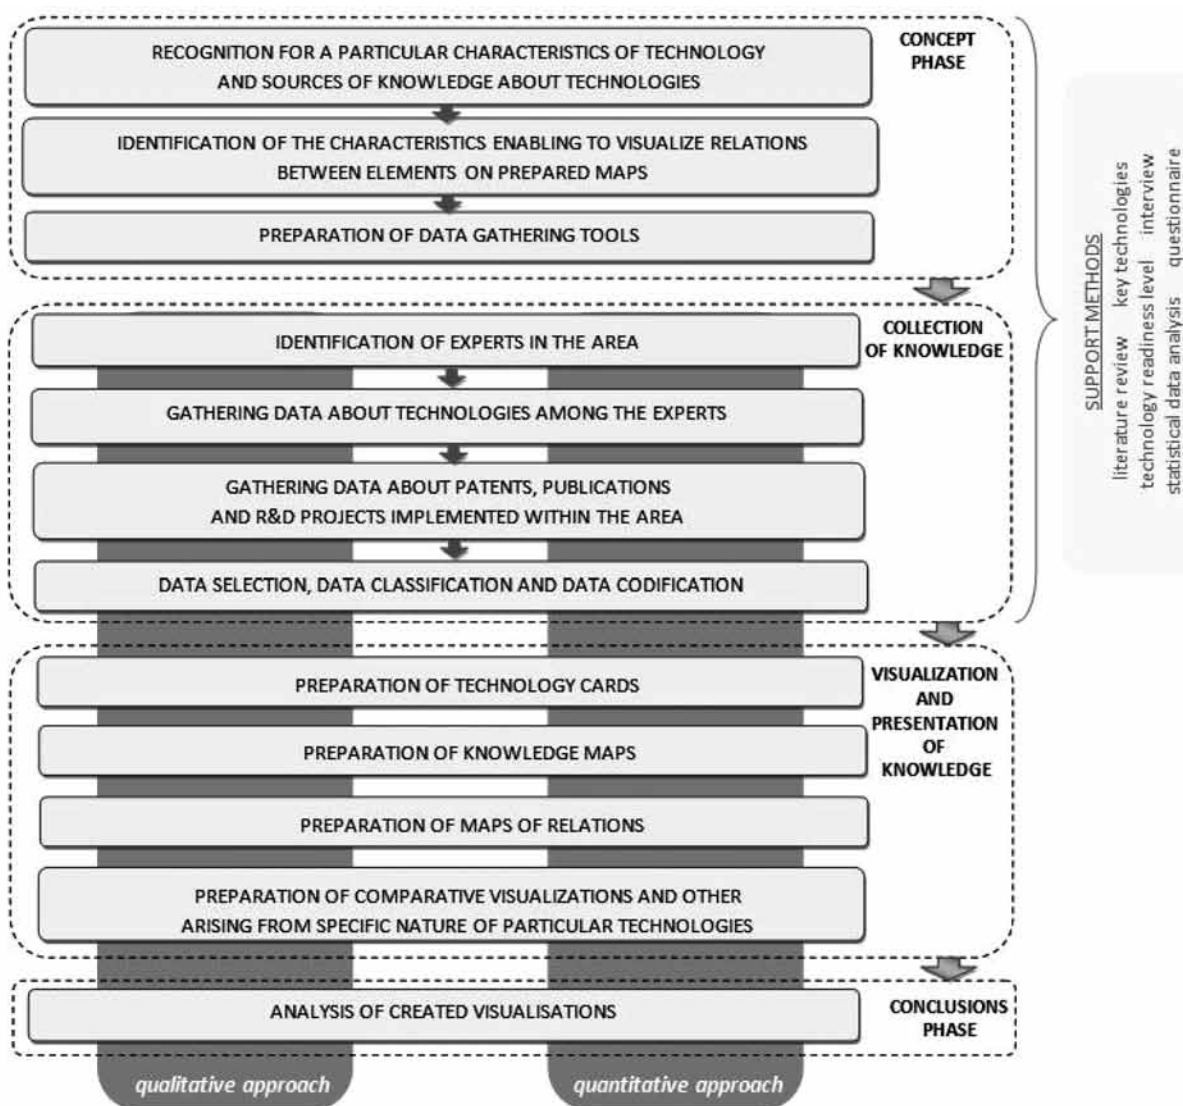 RECOGNITION FOR A PARTICULAR CHARACTERISTICS OF TECHNOLOGY
AND SOURCES OF KNOWLEDGE ABOUT TECHNOLOGIES
CONCEPT
PHASE
IDENTIFICATION OF THE CHARACTERISTICS ENABLING TO VISUALIZE RELATIONS
BETWEEN ELEMENTS ON PREPARED MAPS
PREPARATION OF DATA GATHERING TOOLS
IDENTIFICATION OF EXPERTS IN THE AREA
COLLECTION
OF KNOWLEDGE
GATHERING DATA ABOUT TECHNOLOGIES AMONG THE EXPERTS
GATHERING DATA ABOUT PATENTS, PUBLICATIONS
AND R&D PROJECTS IMPLEMENTED WITHIN THE AREA
DATA SELECTION, DATA CLASSIFICATION AND DATA CODIFICATION
SUPPORT METHODS
literature review key technologies
technology readiness level interview
statistical data analysis questionnaire
PREPARATION OF TECHNOLOGY CARDS
VISUALIZATION
AND
PRESENTATION
OF
KNOWLEDGE
PREPARATION OF KNOWLEDGE MAPS
PREPARATION OF MAPS OF RELATIONS
PREPARATION OF COMPARATIVE VISUALIZATIONS AND OTHER
ARISING FROM SPECIFIC NATURE OF PARTICULAR TECHNOLOGIES
ANALYSIS OF CREATED VISUALISATIONS
CONCLUSIONS
PHASE
qualitative approach
quantitative approach